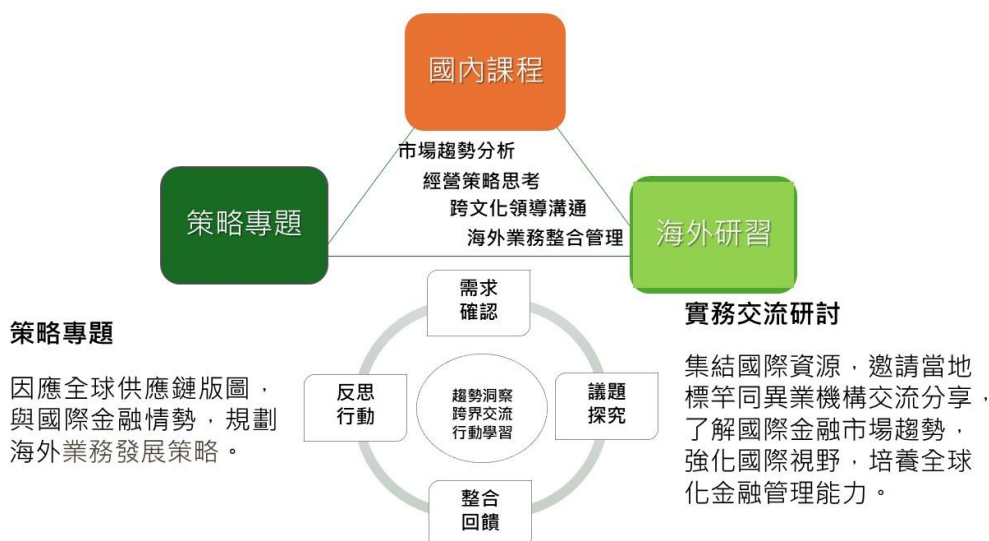 國內課程
市場趨勢分析
經營策略思考
跨文化領導溝通
海外業務整合管理
策略專題
海外研習
需求
確認
議題
探究
整合
回饋
反思
行動
趨勢洞察
跨界交流
行動學習
策略專題
因應全球供應鏈版圖，
與國際金融情勢，規劃
海外業務發展策略。
實務交流研討
集結國際資源，邀請當地
標竿同異業機構交流分享，
了解國際金融市場趨勢，
強化國際視野，培養全球
化金融管理能力。